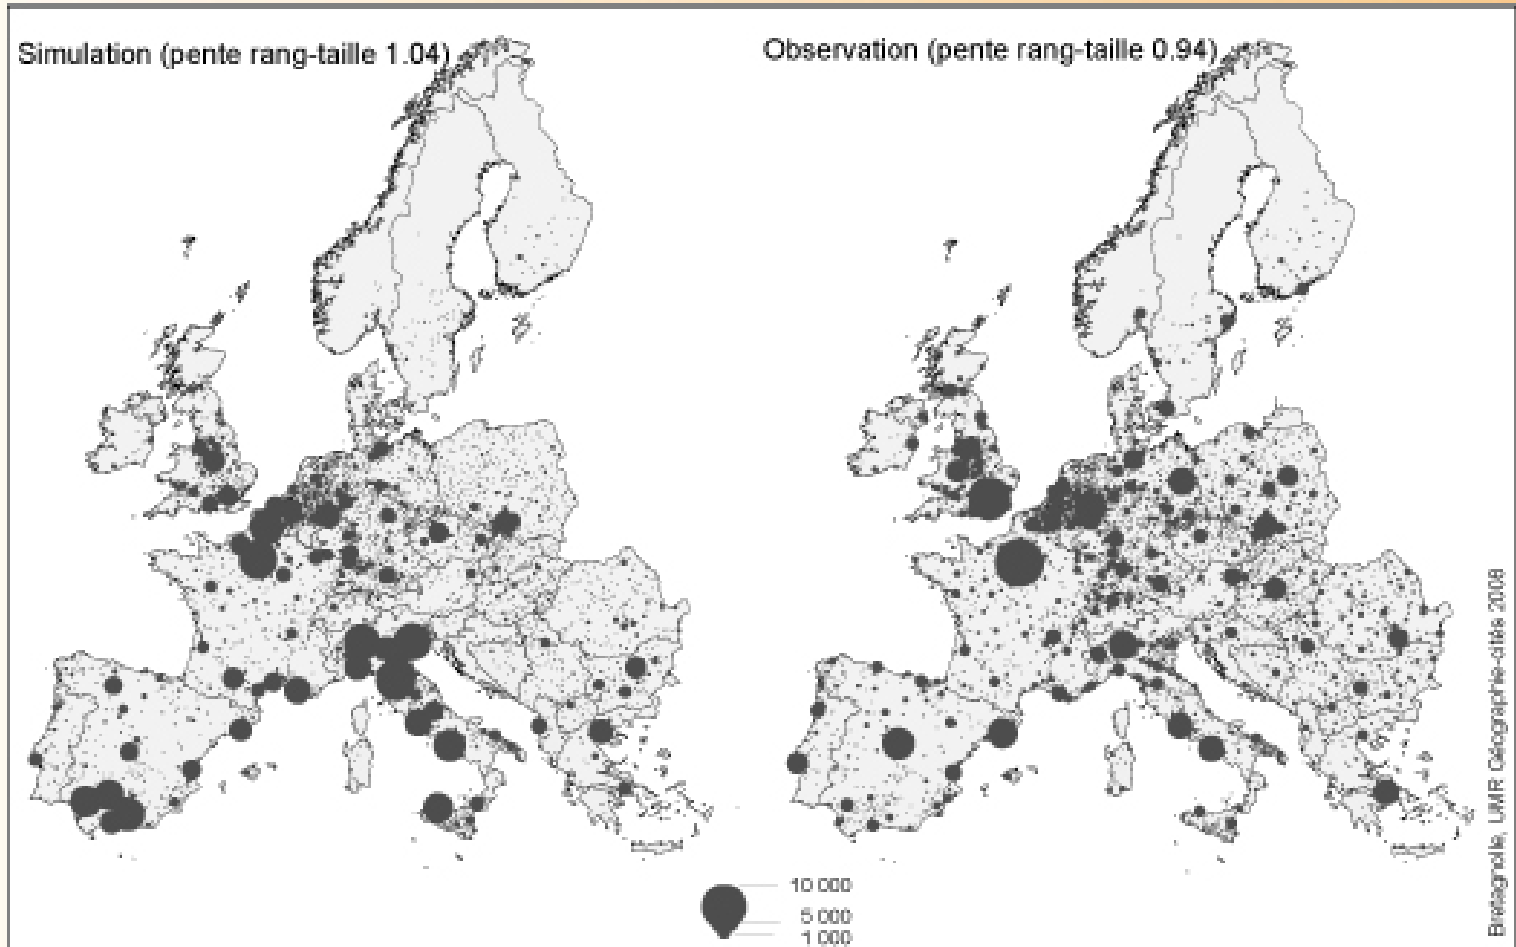 Simulation (pente rang-taille 1.04)
Observation (pente rang-taille 0.94)
10 000
5 000
1 000
Bretagnolle, UMR Géographie-cités 2008